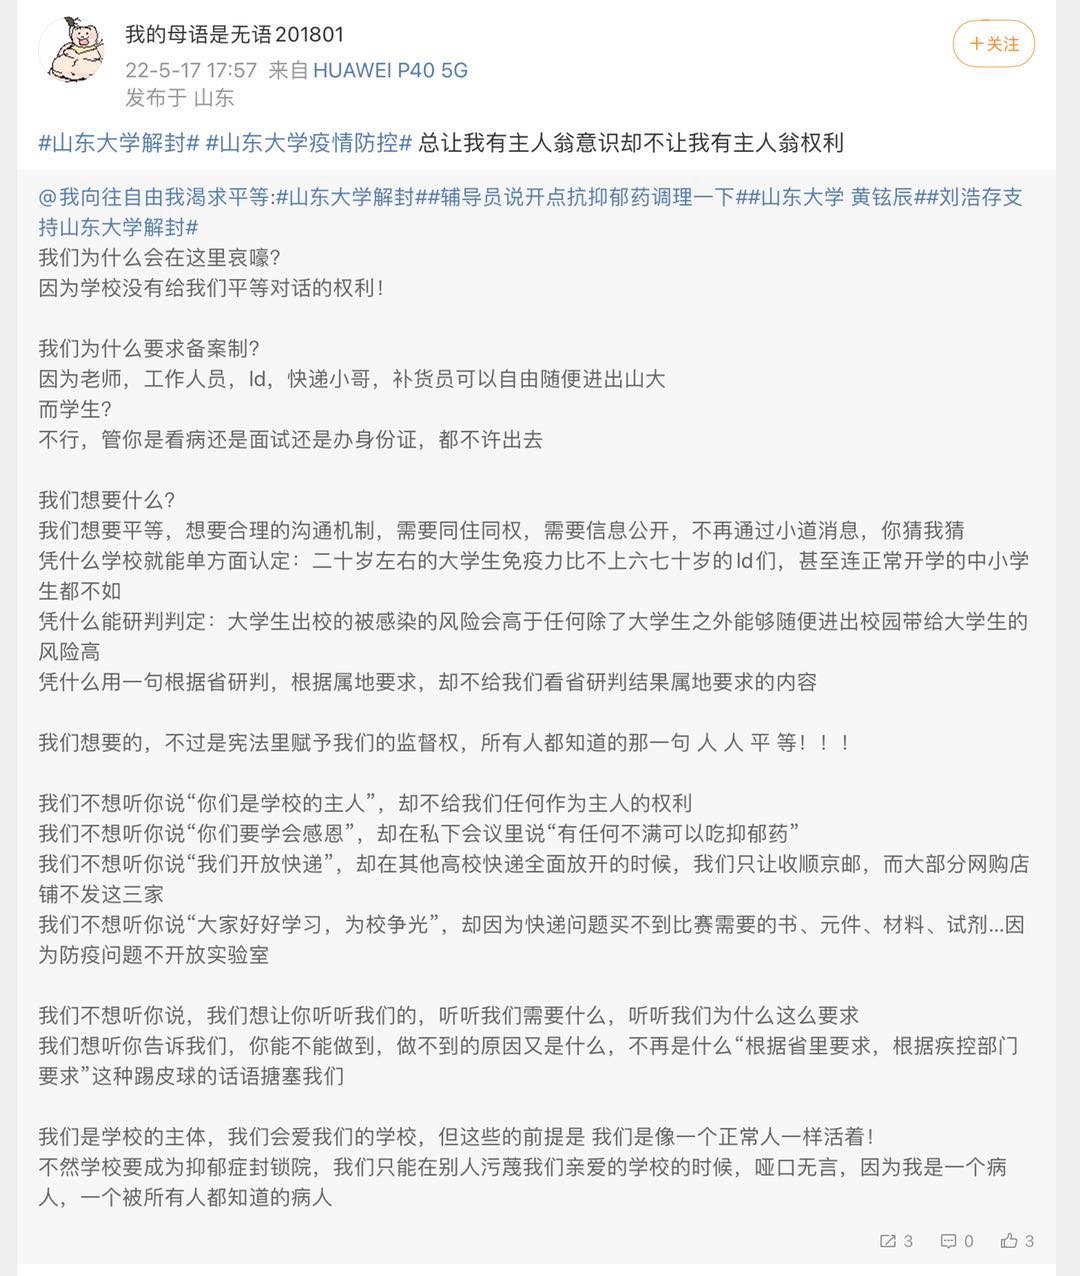 我的母语是无语201801
+关注
22-5-17 17:57 来自 HUAWEI P40 5G
发布于 山东
#山东大学解封# #山东大学疫情防控# 总让我有主人翁意识却不让我有主人翁权利
@我向往自由我渴求平等:#山东大学解封##辅导员说开点抗抑郁药调理一下##山东大学 黄铉辰##刘浩存支
持山东大学解封#
我们为什么会在这里哀嚎？
因为学校没有给我们平等对话的权利！
我们为什么要求备案制？
因为老师，工作人员，ld，快递小哥，补货员可以自由随便进出山大
而学生？
不行，管你是看病还是面试还是办身份证，都不许出去
我们想要什么？
我们想要平等，想要合理的沟通机制，需要同住同权，需要信息公开，不再通过小道消息，你猜我猜
凭什么学校就能单方面认定：二十岁左右的大学生免疫力比不上六七十岁的ld们，甚至连正常开学的中小学
生都不如
凭什么能研判判定：大学生出校的被感染的风险会高于任何除了大学生之外能够随便进出校园带给大学生的
风险高
凭什么用一句根据省研判，根据属地要求，却不给我们看省研判结果属地要求的内容
我们想要的，不过是宪法里赋予我们的监督权，所有人都知道的那一句 人 人 平 等！！！
我们不想听你说“你们是学校的主人”，却不给我们任何作为主人的权利
我们不想听你说“你们要学会感恩”，却在私下会议里说“有任何不满可以吃抑郁药”
我们不想听你说“我们开放快递”，却在其他高校快递全面放开的时候，我们只让收顺京邮，而大部分网购店
铺不发这三家
我们不想听你说“大家好好学习，为校争光”，却因为快递问题买不到比赛需要的书、元件、材料、试剂...因
为防疫问题不开放实验室
我们不想听你说，我们想让你听听我们的，听听我们需要什么，听听我们为什么这么要求
我们想听你告诉我们，你能不能做到，做不到的原因又是什么，不再是什么“根据省里要求，根据疾控部门
要求”这种踢皮球的话语搪塞我们
我们是学校的主体，我们会爱我们的学校，但这些的前提是 我们是像一个正常人一样活着！
不然学校要成为抑郁症封锁院，我们只能在别人污蔑我们亲爱的学校的时候，哑口无言，因为我是一个病
人，一个被所有人都知道的病人
3 0 3